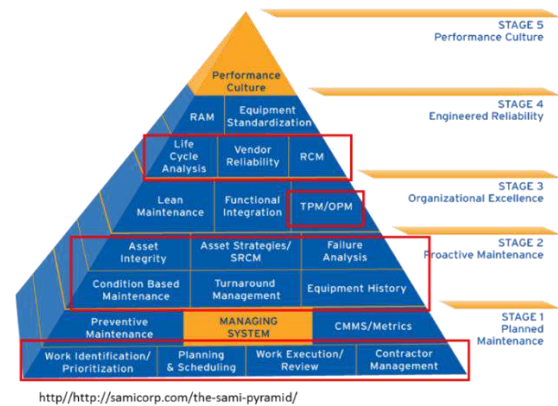 STAGE 5
Performance Culture
Performance
Culture
STAGE 4
Engineered Reliability
RAM
Equipment
Standardization
Life
Cycle
Analysis
Vendor
Reliability
RCM
STAGE 3
Organizational Excellence
Lean
Maintenance
Functional
Integration
TPM/OPM
STAGE 2
Proactive Maintenance
Asset
Integrity
Asset Strategies/
SRCM
Failure
Analysis
Condition Based
Maintenance
Turnaround
Management
Equipment History
STAGE 1
Planned
Maintenance
Preventive
Maintenance
MANAGING
SYSTEM
CMMS/Metrics
Work Identification/
Prioritization
Planning
& Scheduling
Work Execution/
Review
Contractor
Management
http//http://samicorp.com/the-sami-pyramid/